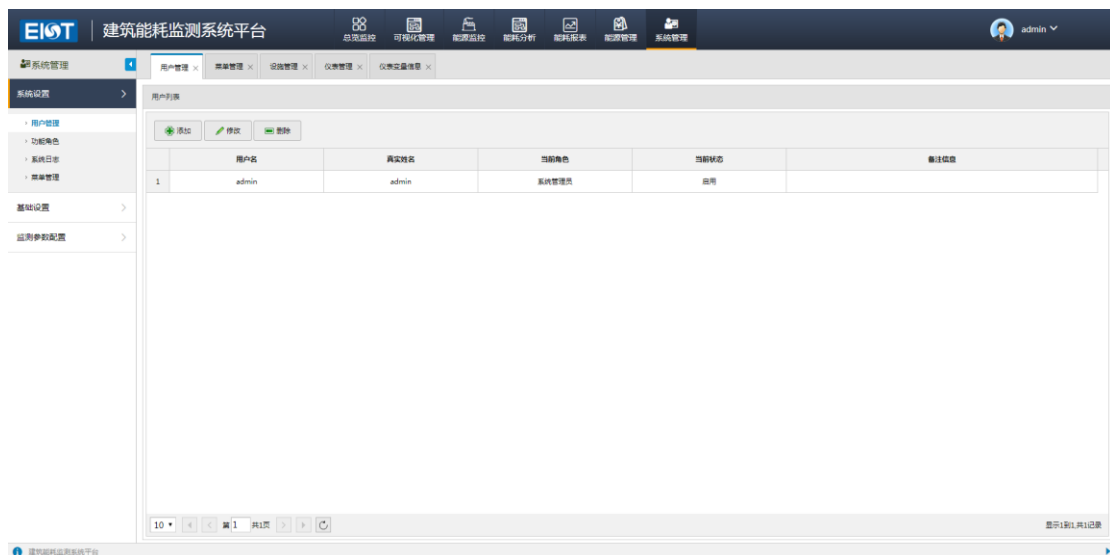 EIOT 建筑能耗监测系统平台
总览监控 可视化管理 能源监控 能耗分析 能耗报表 能源管理 系统管理
admin
系统管理
用户管理 菜单管理 设施管理 仪表管理 仪表变量信息
系统设置
用户列表
用户管理
功能角色
系统日志
菜单管理
基础设置
监测参数配置
添加 修改 删除
用户名 真实姓名 当前角色 当前状态 备注信息
1 admin admin 系统管理员 启用
10 第 1 共1页
显示1到1,共1记录
建筑能耗监测系统平台